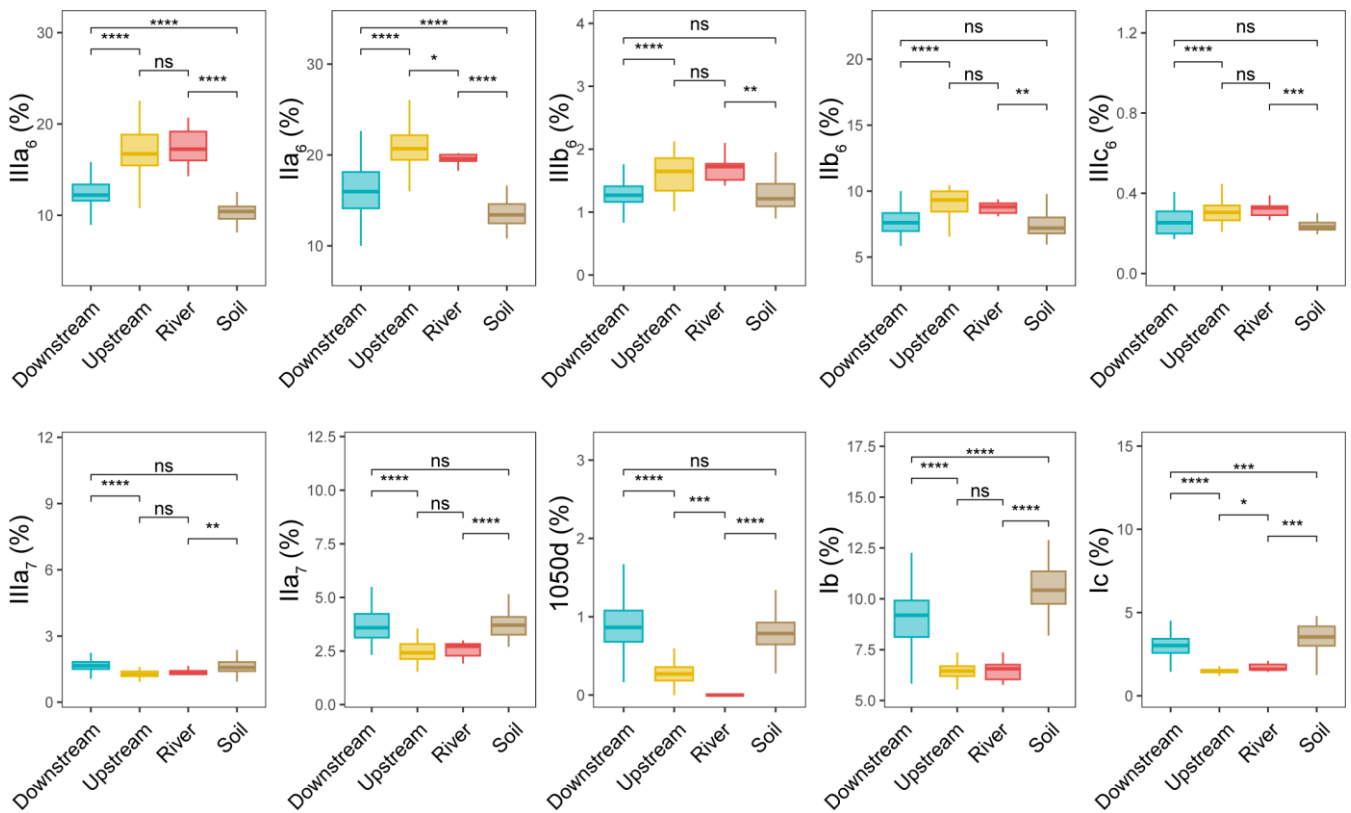 IIIa6 (%)
30
20
10
****
****
ns
****
Downstream
Upstream
River
Soil
IIa6 (%)
30
20
10
****
****
*
****
Downstream
Upstream
River
Soil
IIIb6 (%)
4
3
2
1
0
ns
****
ns
**
Downstream
Upstream
River
Soil
IIb6 (%)
20
15
10
5
ns
****
ns
**
Downstream
Upstream
River
Soil
IIIc6 (%)
1.2
0.8
0.4
0.0
ns
****
ns
***
Downstream
Upstream
River
Soil
IIIa7 (%)
12
9
6
3
0
ns
****
ns
**
Downstream
Upstream
River
Soil
IIa7 (%)
12.5
10.0
7.5
5.0
2.5
0.0
ns
****
ns
****
Downstream
Upstream
River
Soil
1050d (%)
3
2
1
0
ns
****
***
****
Downstream
Upstream
River
Soil
Ib (%)
17.5
15.0
12.5
10.0
7.5
5.0
****
****
ns
****
Downstream
Upstream
River
Soil
Ic (%)
15
10
5
0
***
****
*
***
Downstream
Upstream
River
Soil